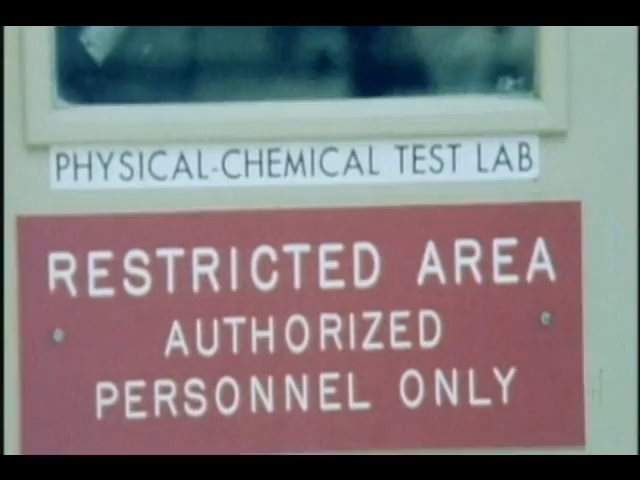 PHYSICAL-CHEMICAL TEST LAB
RESTRICTED AREA
AUTHORIZED
PERSONNEL ONLY